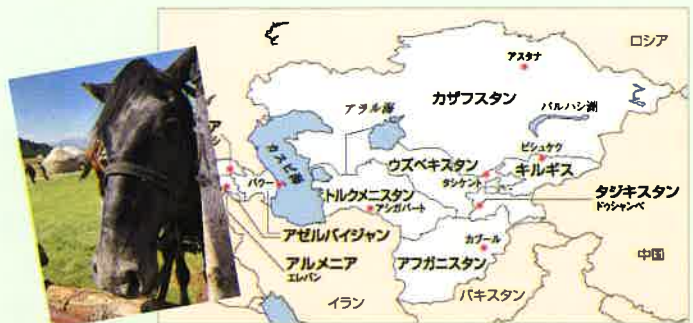 ロシア
アスタナ
カザフスタン
アラル海
バルハシ湖
カスピ海
ビシュケク
ウズベキスタン
キルギス
タシケント
バクー
トルクメニスタン
アシガバート
タジキスタン
ドゥシャンベ
アゼルバイジャン
カブール
アルメニア
エレバン
アフガニスタン
中国
イラン
パキスタン